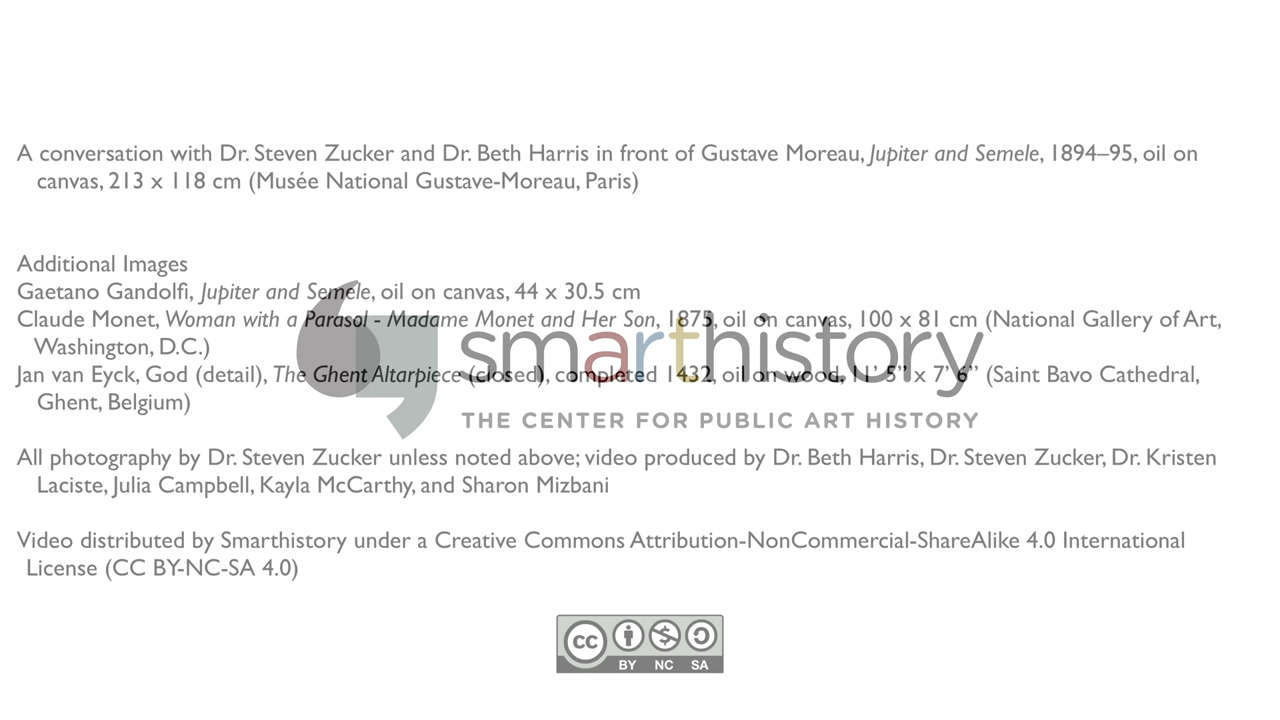 A conversation with Dr. Steven Zucker and Dr. Beth Harris in front of Gustave Moreau, Jupiter and Semele, 1894–95, oil on
canvas, 213 x 118 cm (Musée National Gustave-Moreau, Paris)
Additional Images
Gaetano Gandolfi, Jupiter and Semele, oil on canvas, 44 x 30.5 cm
Claude Monet, Woman with a Parasol - Madame Monet and Her Son, 1875, oil on canvas, 100 x 81 cm (National Gallery of Art,
Washington, D.C.)
smarthistory
Jan van Eyck, God (detail), The Ghent Altarpiece (closed), completed 1432, oil on wood, 11’ 5” x 7’ 6” (Saint Bavo Cathedral,
Ghent, Belgium)
THE CENTER FOR PUBLIC ART HISTORY
All photography by Dr. Steven Zucker unless noted above; video produced by Dr. Beth Harris, Dr. Steven Zucker, Dr. Kristen
Laciste, Julia Campbell, Kayla McCarthy, and Sharon Mizbani
Video distributed by Smarthistory under a Creative Commons Attribution-NonCommercial-ShareAlike 4.0 International
License (CC BY-NC-SA 4.0)
cc
BY NC SA